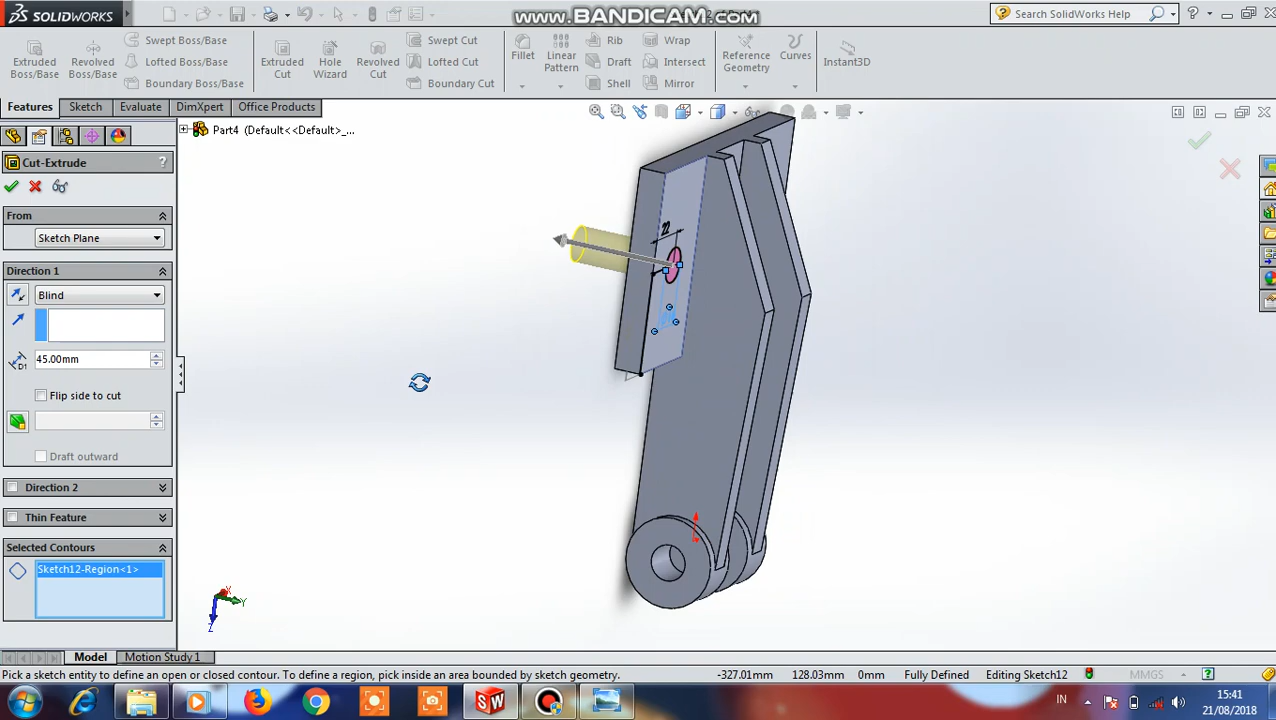 SOLIDWORKS
www.BANDICAM.com
Search SolidWorks Help
Extruded Boss/Base
Revolved Boss/Base
Swept Boss/Base
Lofted Boss/Base
Boundary Boss/Base
Extruded Cut
Hole Wizard
Revolved Cut
Swept Cut
Lofted Cut
Boundary Cut
Fillet
Linear Pattern
Rib
Draft
Shell
Wrap
Intersect
Mirror
Reference Geometry
Curves
Instant3D
Features
Sketch
Evaluate
DimXpert
Office Products
Part4 (Default<<Default>_...
Cut-Extrude
?
From
Sketch Plane
Direction 1
Blind
45.00mm
Flip side to cut
Draft outward
Direction 2
Thin Feature
Selected Contours
Sketch12-Region<1>
22
X
Y
Z
Model
Motion Study 1
Pick a sketch entity to define an open or closed contour. To define a region, pick inside an area bounded by sketch geometry.
-327.01mm
128.03mm
0mm
Fully Defined
Editing Sketch12
MMGS
IN
15:41
21/08/2018